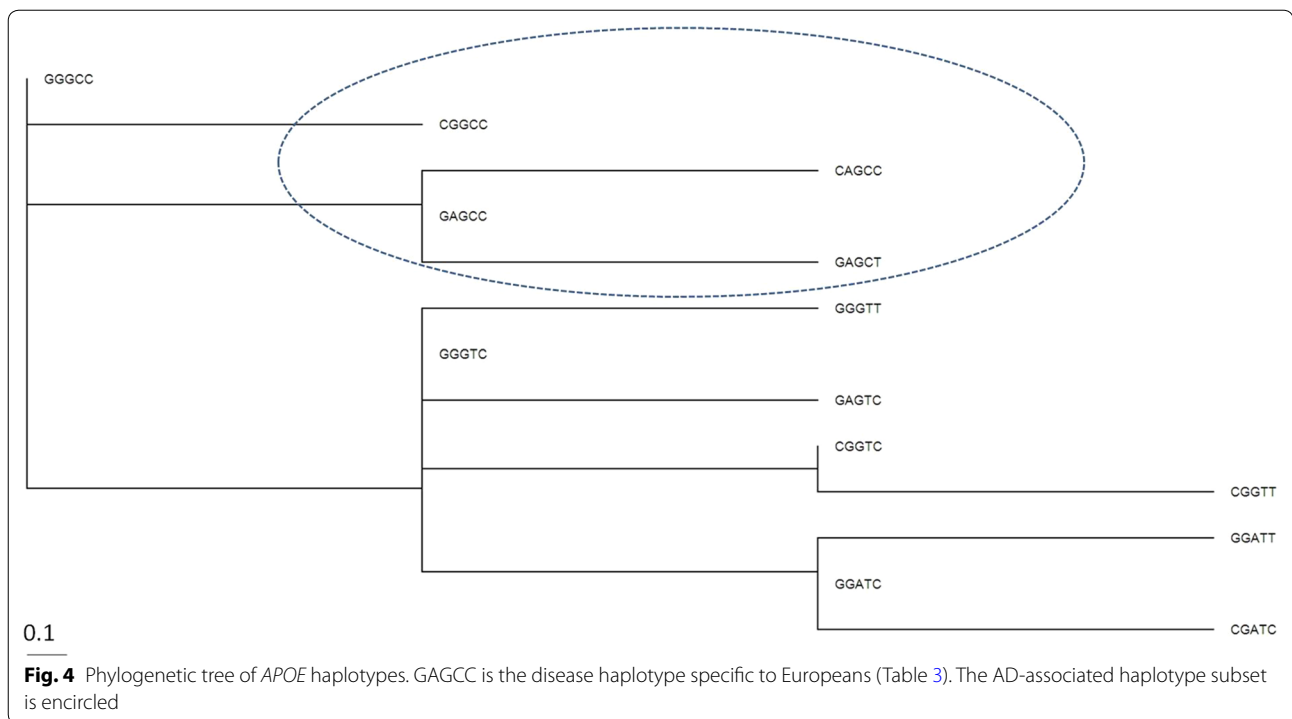 GGGCC
CGGCC
CAGCC
GAGCC
GAGCT
GGGTT
GGGTC
GAGTC
CGGTC
CGGTT
GGATT
GGATC
CGATC
0.1
Fig. 4 Phylogenetic tree of APOE haplotypes. GAGCC is the disease haplotype specific to Europeans (Table 3). The AD-associated haplotype subset
is encircled